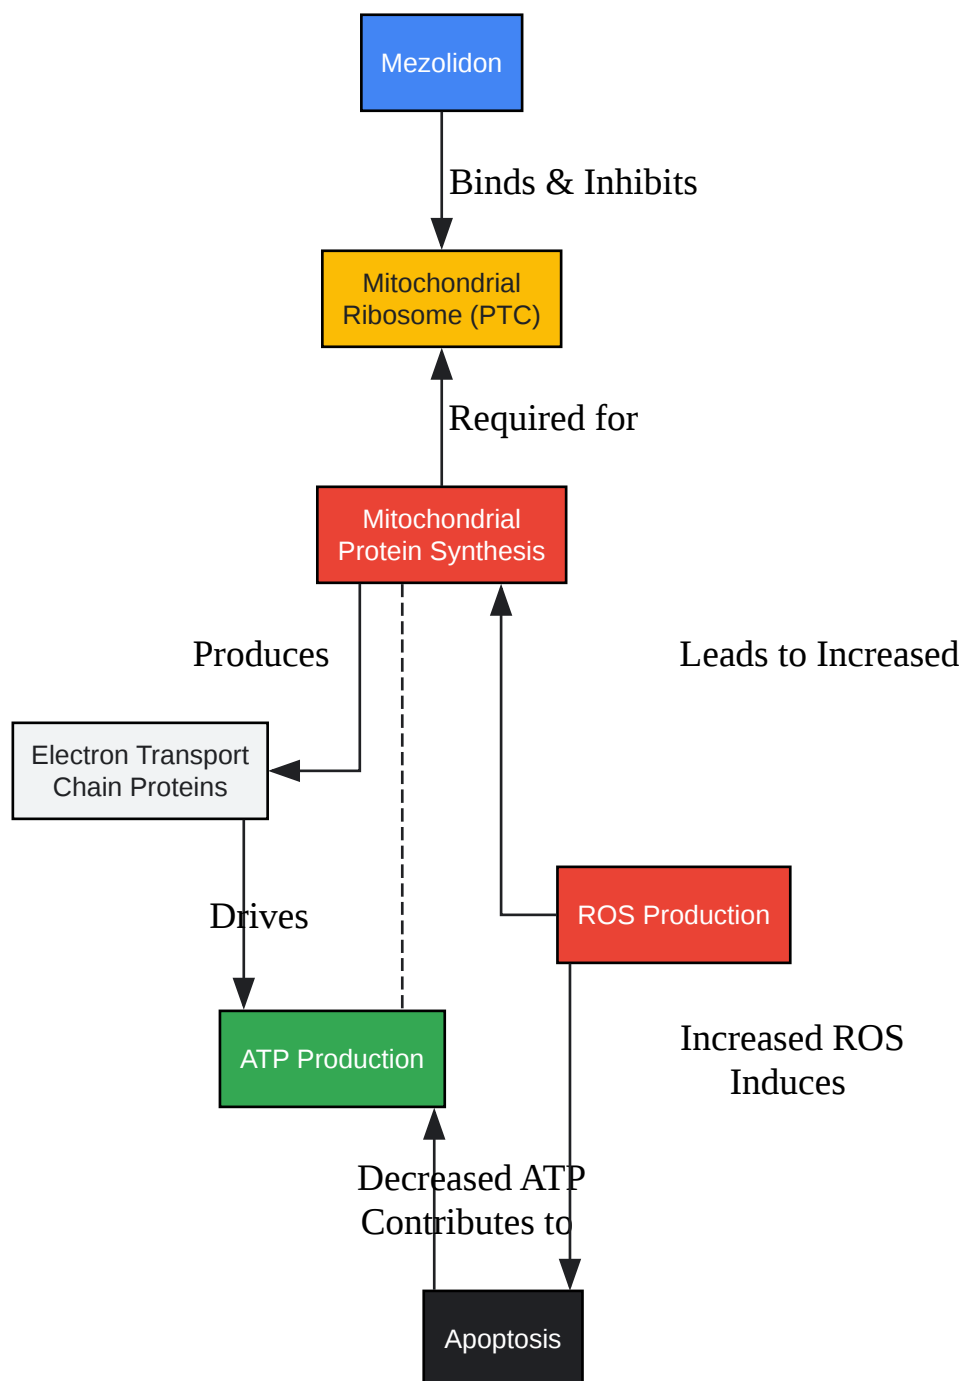 Mezolidon
Binds & Inhibits
Mitochondrial
Ribosome (PTC)
Required for
Mitochondrial
Protein Synthesis
Produces
Leads to Increased
Electron Transport
Chain Proteins
Drives
ROS Production
ATP Production
Increased ROS
Induces
Decreased ATP
Contributes to
Apoptosis